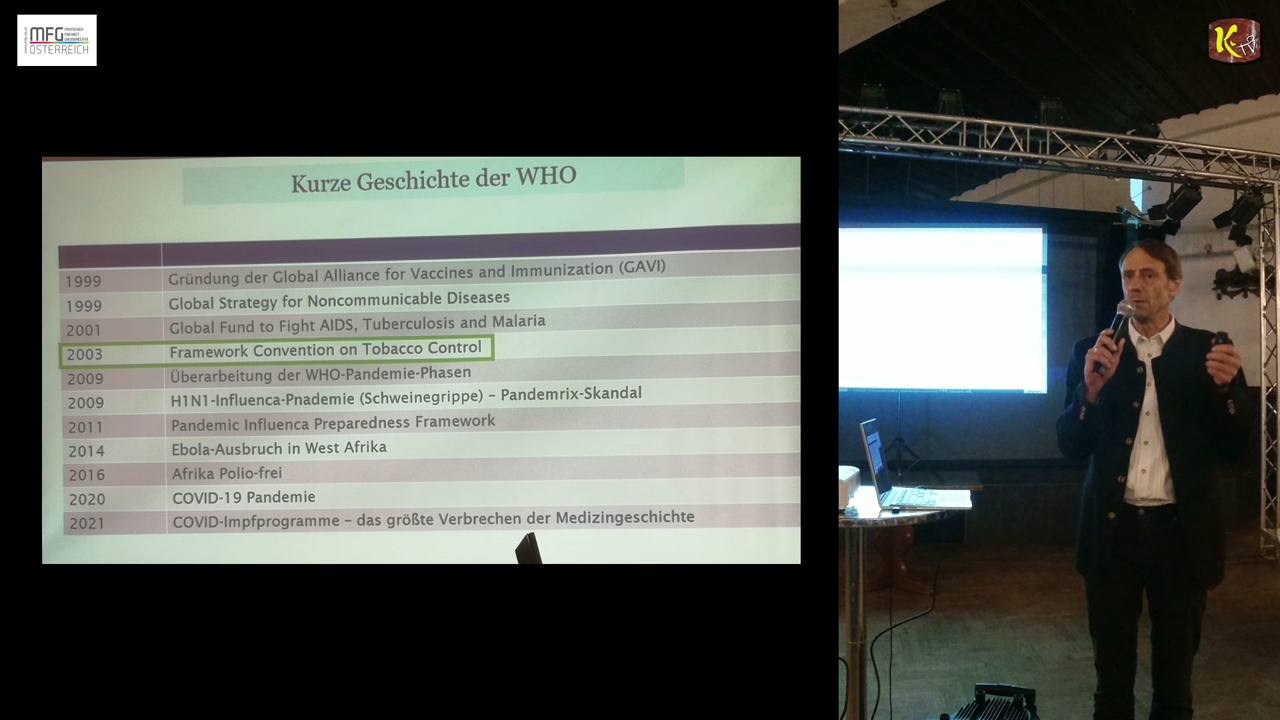 MFG
ÖSTERREICH
K-TV
Kurze Geschichte der WHO
1999 Gründung der Global Alliance for Vaccines and Immunization (GAVI)
1999 Global Strategy for Noncommunicable Diseases
2001 Global Fund to Fight AIDS, Tuberculosis and Malaria
2003 Framework Convention on Tobacco Control
2009 Überarbeitung der WHO-Pandemie-Phasen
2009 H1N1-Influenca-Pnademie (Schweinegrippe) – Pandemrix-Skandal
2011 Pandemic Influenca Preparedness Framework
2014 Ebola-Ausbruch in West Afrika
2016 Afrika Polio-frei
2020 COVID-19 Pandemie
2021 COVID-Impfprogramme – das größte Verbrechen der Medizingeschichte